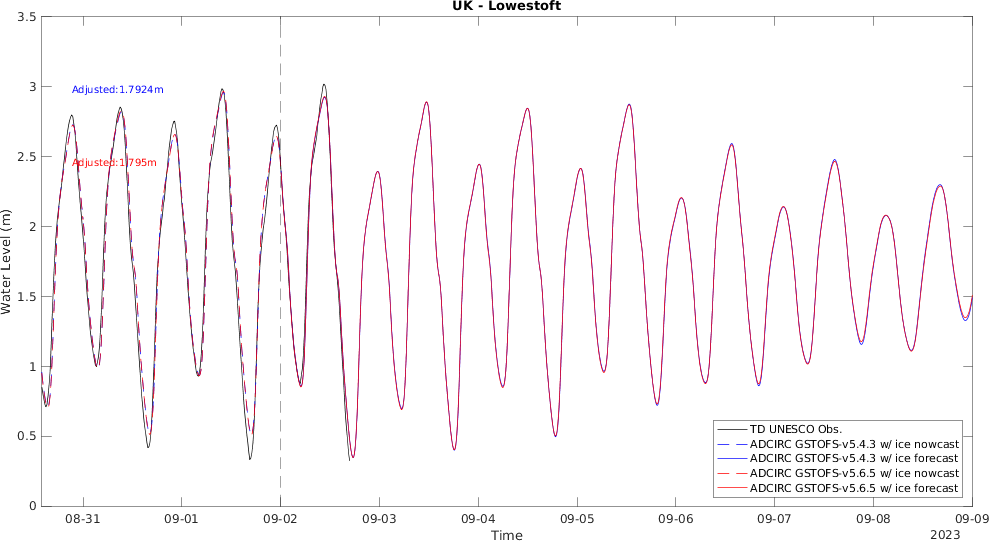 UK - Lowestoft
3.5
3
2.5
2
1.5
1
0.5
0
Water Level (m)
Adjusted:1.7924m
Adjusted:1.795m
TD UNESCO Obs.
ADCIRC GSTOFS-v5.4.3 w/ ice nowcast
ADCIRC GSTOFS-v5.4.3 w/ ice forecast
ADCIRC GSTOFS-v5.6.5 w/ ice nowcast
ADCIRC GSTOFS-v5.6.5 w/ ice forecast
08-31 09-01 09-02 09-03 09-04 09-05 09-06 09-07 09-08 09-09
Time
2023